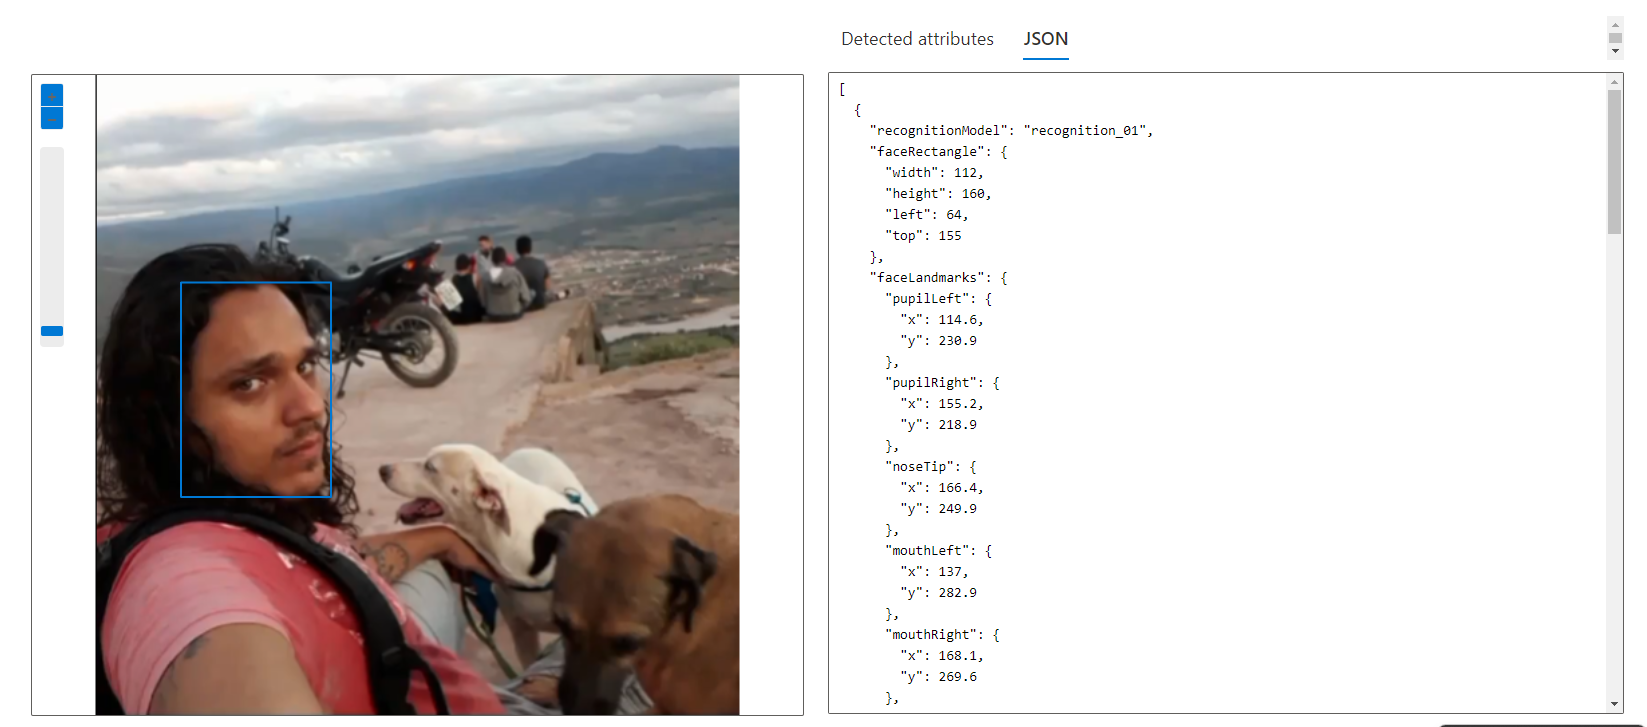 Detected attributes JSON
[
{
"recognitionModel": "recognition_01",
"faceRectangle": {
"width": 112,
"height": 160,
"left": 64,
"top": 155
},
"faceLandmarks": {
"pupilLeft": {
"x": 114.6,
"y": 230.9
},
"pupilRight": {
"x": 155.2,
"y": 218.9
},
"noseTip": {
"x": 166.4,
"y": 249.9
},
"mouthLeft": {
"x": 137,
"y": 282.9
},
"mouthRight": {
"x": 168.1,
"y": 269.6
},